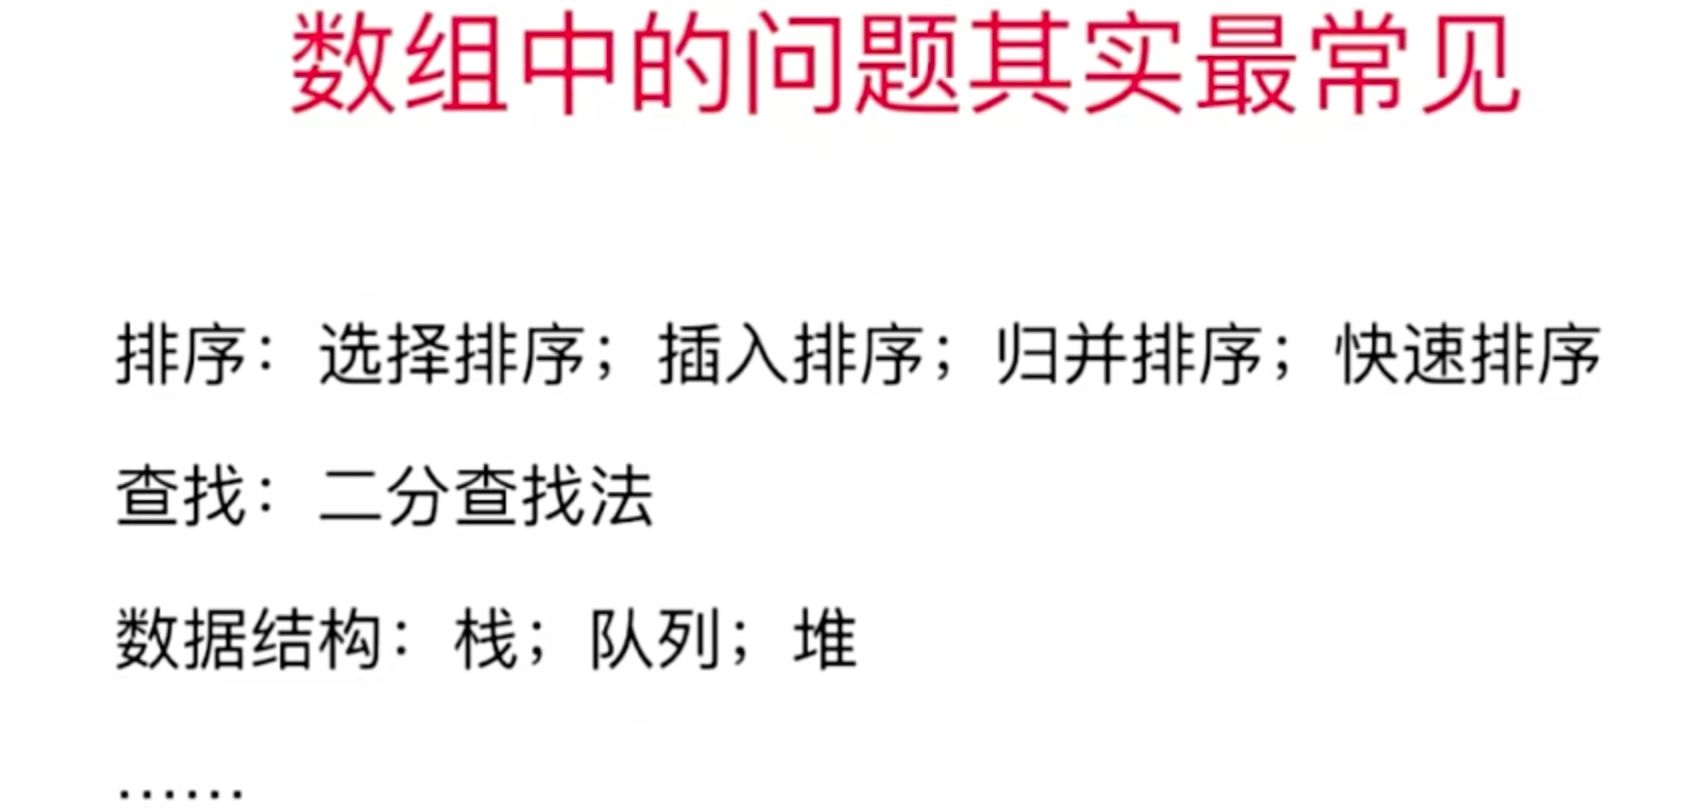 数组中的问题其实最常见
排序：选择排序；插入排序；归并排序；快速排序
查找：二分查找法
数据结构：栈；队列；堆
……